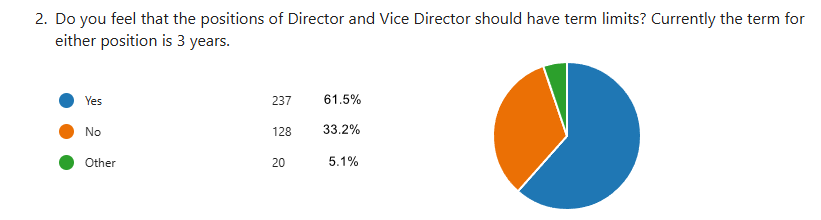 2. Do you feel that the positions of Director and Vice Director should have term limits? Currently the term for
either position is 3 years.
Yes 237 61.5%
No 128 33.2%
Other 20 5.1%